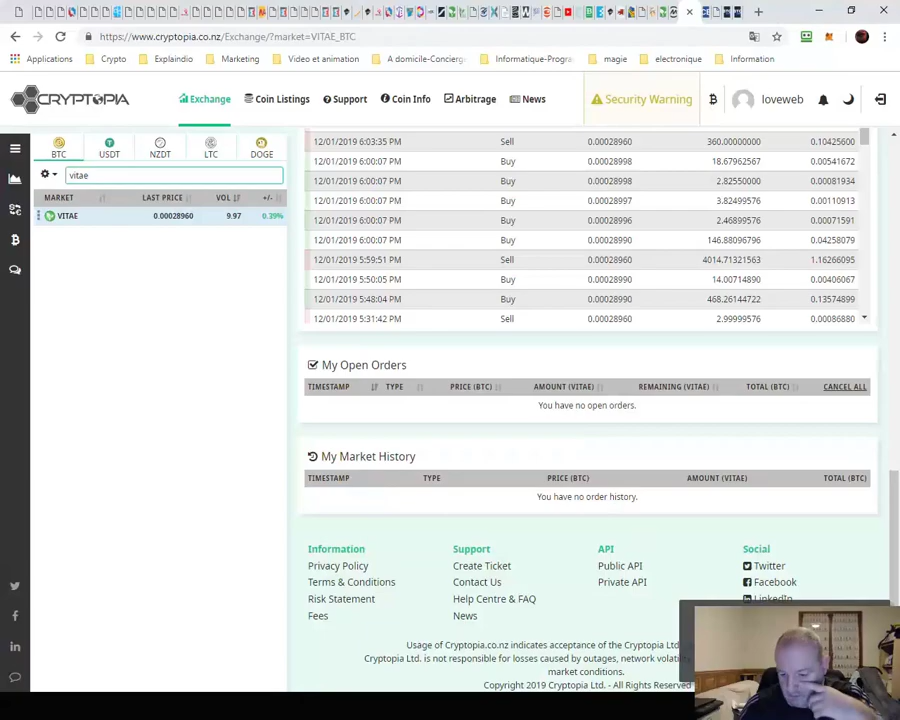 https://www.cryptopia.co.nz/Exchange/?market=VITAE_BTC
Applications Crypto Explaindio Marketing Video et animation A domicile-Concierg Informatique-Progra magie electronique Information
CRYPTOPIA Exchange Coin Listings Support Coin Info Arbitrage News Security Warning loveweb
BTC USDT NZDT LTC DOGE
vitae
MARKET LAST PRICE VOL +/-
VITAE 0.00028960 9.97 0.39%
12/01/2019 6:03:35 PM Sell 0.00028960 360.00000000 0.10425600
12/01/2019 6:00:07 PM Buy 0.00028998 18.67962567 0.00541672
12/01/2019 6:00:07 PM Buy 0.00028998 2.82550000 0.00081934
12/01/2019 6:00:07 PM Buy 0.00028997 3.82499576 0.00110913
12/01/2019 6:00:07 PM Buy 0.00028996 2.46899576 0.00071591
12/01/2019 6:00:07 PM Buy 0.00028990 146.88096796 0.04258079
12/01/2019 5:59:51 PM Sell 0.00028960 4014.71321563 1.16266095
12/01/2019 5:50:05 PM Buy 0.00028990 14.00714890 0.00406067
12/01/2019 5:48:04 PM Buy 0.00028990 468.26144722 0.13574899
12/01/2019 5:31:42 PM Sell 0.00028960 2.99999576 0.00086880
My Open Orders
TIMESTAMP TYPE PRICE (BTC) AMOUNT (VITAE) REMAINING (VITAE) TOTAL (BTC) CANCEL ALL
You have no open orders.
My Market History
TIMESTAMP TYPE PRICE (BTC) AMOUNT (VITAE) TOTAL (BTC)
You have no order history.
Information Support API Social
Privacy Policy Create Ticket Public API Twitter
Terms & Conditions Contact Us Private API Facebook
Risk Statement Help Centre & FAQ LinkedIn
Fees News
Usage of Cryptopia.co.nz indicates acceptance of the Cryptopia Ltd.
Cryptopia Ltd. is not responsible for losses caused by outages, network
market conditions.
Copyright 2019 Cryptopia Ltd. - All Rights Reserved